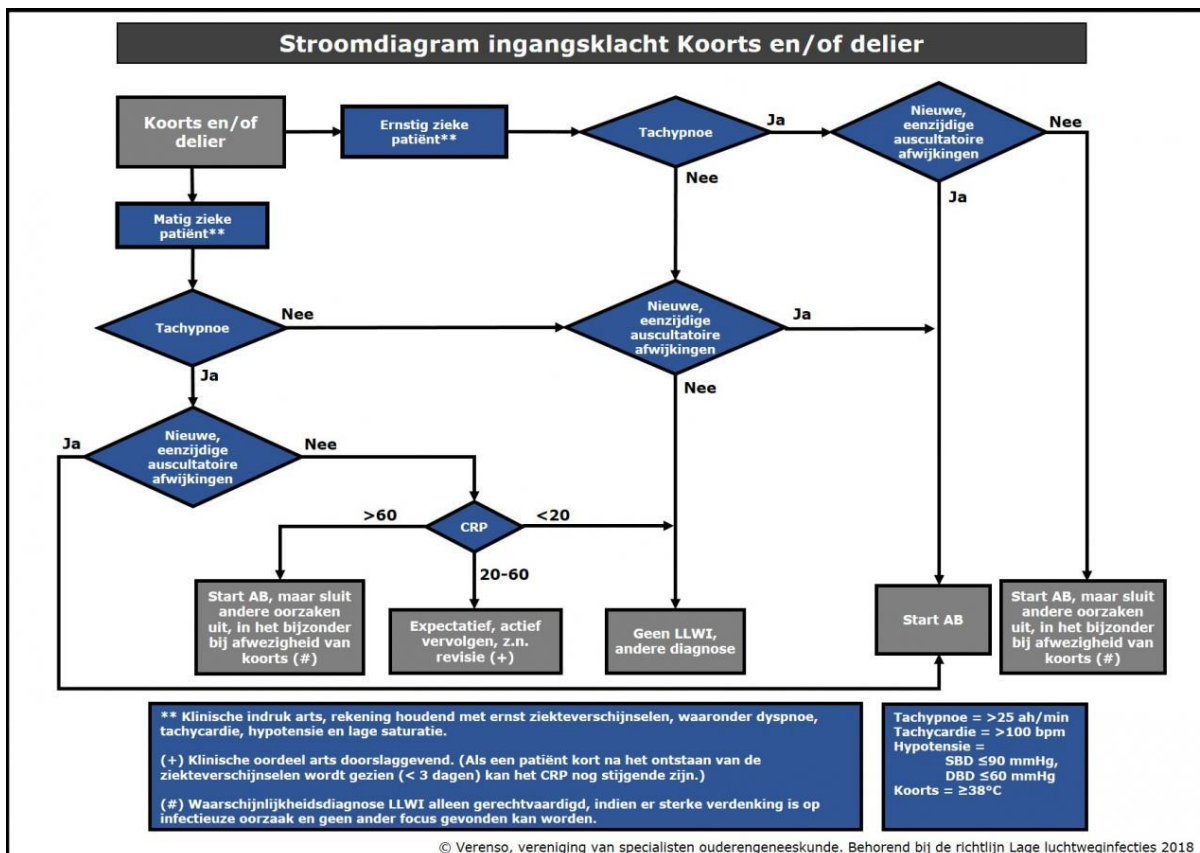 Stroomdiagram ingangsklacht Koorts en/of delier
Koorts en/of
delier
Ernstig zieke
patiënt**
Tachypnoe
Ja
Nieuwe,
eenzijdige
auscultatoire
afwijkingen
Nee
Nee
Ja
Matig zieke
patiënt**
Tachypnoe
Nee
Nieuwe,
eenzijdige
auscultatoire
afwijkingen
Ja
Ja
Nee
Ja
Nieuwe,
eenzijdige
auscultatoire
afwijkingen
Nee
>60
CRP
<20
20-60
Start AB, maar sluit
andere oorzaken
uit, in het bijzonder
bij afwezigheid van
koorts (#)
Expectatief, actief
vervolgen, z.n.
revisie (+)
Geen LLWI,
andere diagnose
Start AB
Start AB, maar sluit
andere oorzaken
uit, in het bijzonder
bij afwezigheid van
koorts (#)
** Klinische indruk arts, rekening houdend met ernst ziekteverschijnselen, waaronder dyspnoe,
tachycardie, hypotensie en lage saturatie.
(+) Klinische oordeel arts doorslaggevend. (Als een patiënt kort na het ontstaan van de
ziekteverschijnselen wordt gezien (< 3 dagen) kan het CRP nog stijgende zijn.)
(#) Waarschijnlijkheidsdiagnose LLWI alleen gerechtvaardigd, indien er sterke verdenking is op
infectieuze oorzaak en geen ander focus gevonden kan worden.
Tachypnoe = >25 ah/min
Tachycardie = >100 bpm
Hypotensie =
SBD ≤90 mmHg,
DBD ≤60 mmHg
Koorts = ≥38°C
© Verenso, vereniging van specialisten ouderengeneeskunde. Behorend bij de richtlijn Lage luchtweginfecties 2018